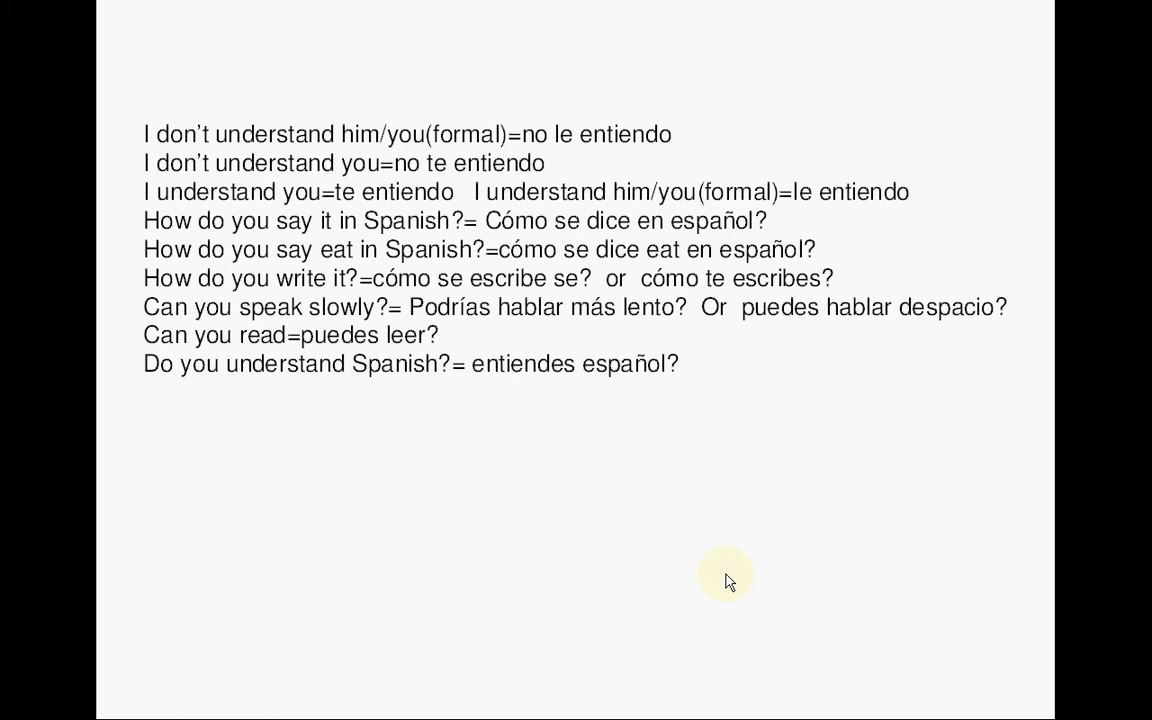 I don't understand him/you(formal)=no le entiendo
I don't understand you=no te entiendo
I understand you=te entiendo   I understand him/you(formal)=le entiendo
How do you say it in Spanish?= Cómo se dice en español?
How do you say eat in Spanish?=cómo se dice eat en español?
How do you write it?=cómo se escribe se?  or  cómo te escribes?
Can you speak slowly?= Podrías hablar más lento?  Or  puedes hablar despacio?
Can you read=puedes leer?
Do you understand Spanish?= entiendes español?